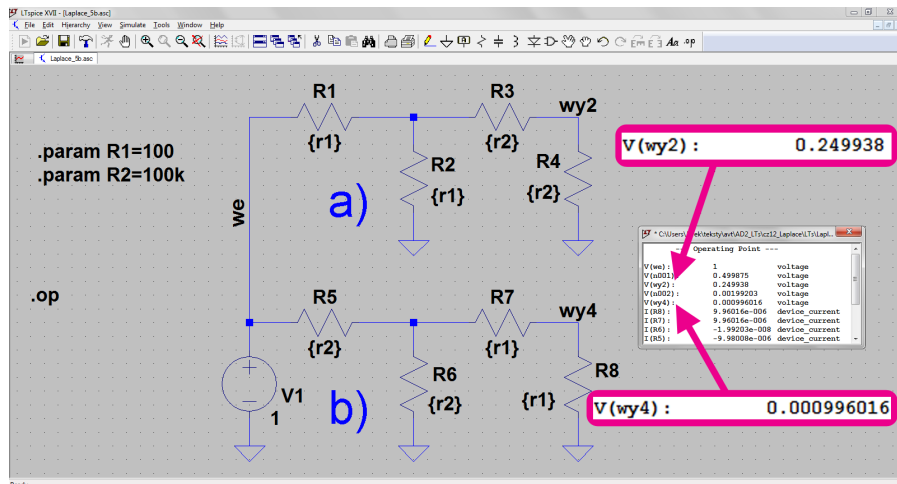 LTspice XVII - [Laplace_5b.asc]
File Edit Hierarchy View Simulate Tools Window Help
Laplace_5b.asc
.param R1=100
.param R2=100k
.op
we
R1
{r1}
R3
{r2}
wy2
R2
{r1}
R4
{r2}
a)
R5
{r2}
R7
{r1}
wy4
R6
{r2}
R8
{r1}
V1
1
b)
V(wy2): 0.249938
--- Operating Point ---
V(we): 1 voltage
V(n001): 0.499875 voltage
V(wy2): 0.249938 voltage
V(n002): 0.00199203 voltage
V(wy4): 0.000996016 voltage
I(R8): 9.96016e-006 device_current
I(R7): 9.96016e-006 device_current
I(R6): -1.99203e-008 device_current
I(R5): -9.98008e-006 device_current
V(wy4): 0.000996016